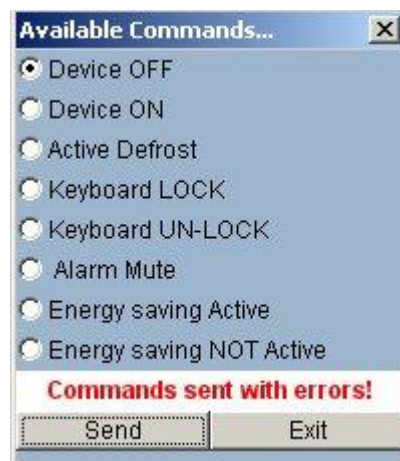 Available Comman...
Device OFF
Device ON
Active Defrost
Keyboard LOCK
Keyboard UN-LOCK
Alarm Mute
Energy saving Active
Energy saving NOT Active
Commands sent with errors!
Send Exit